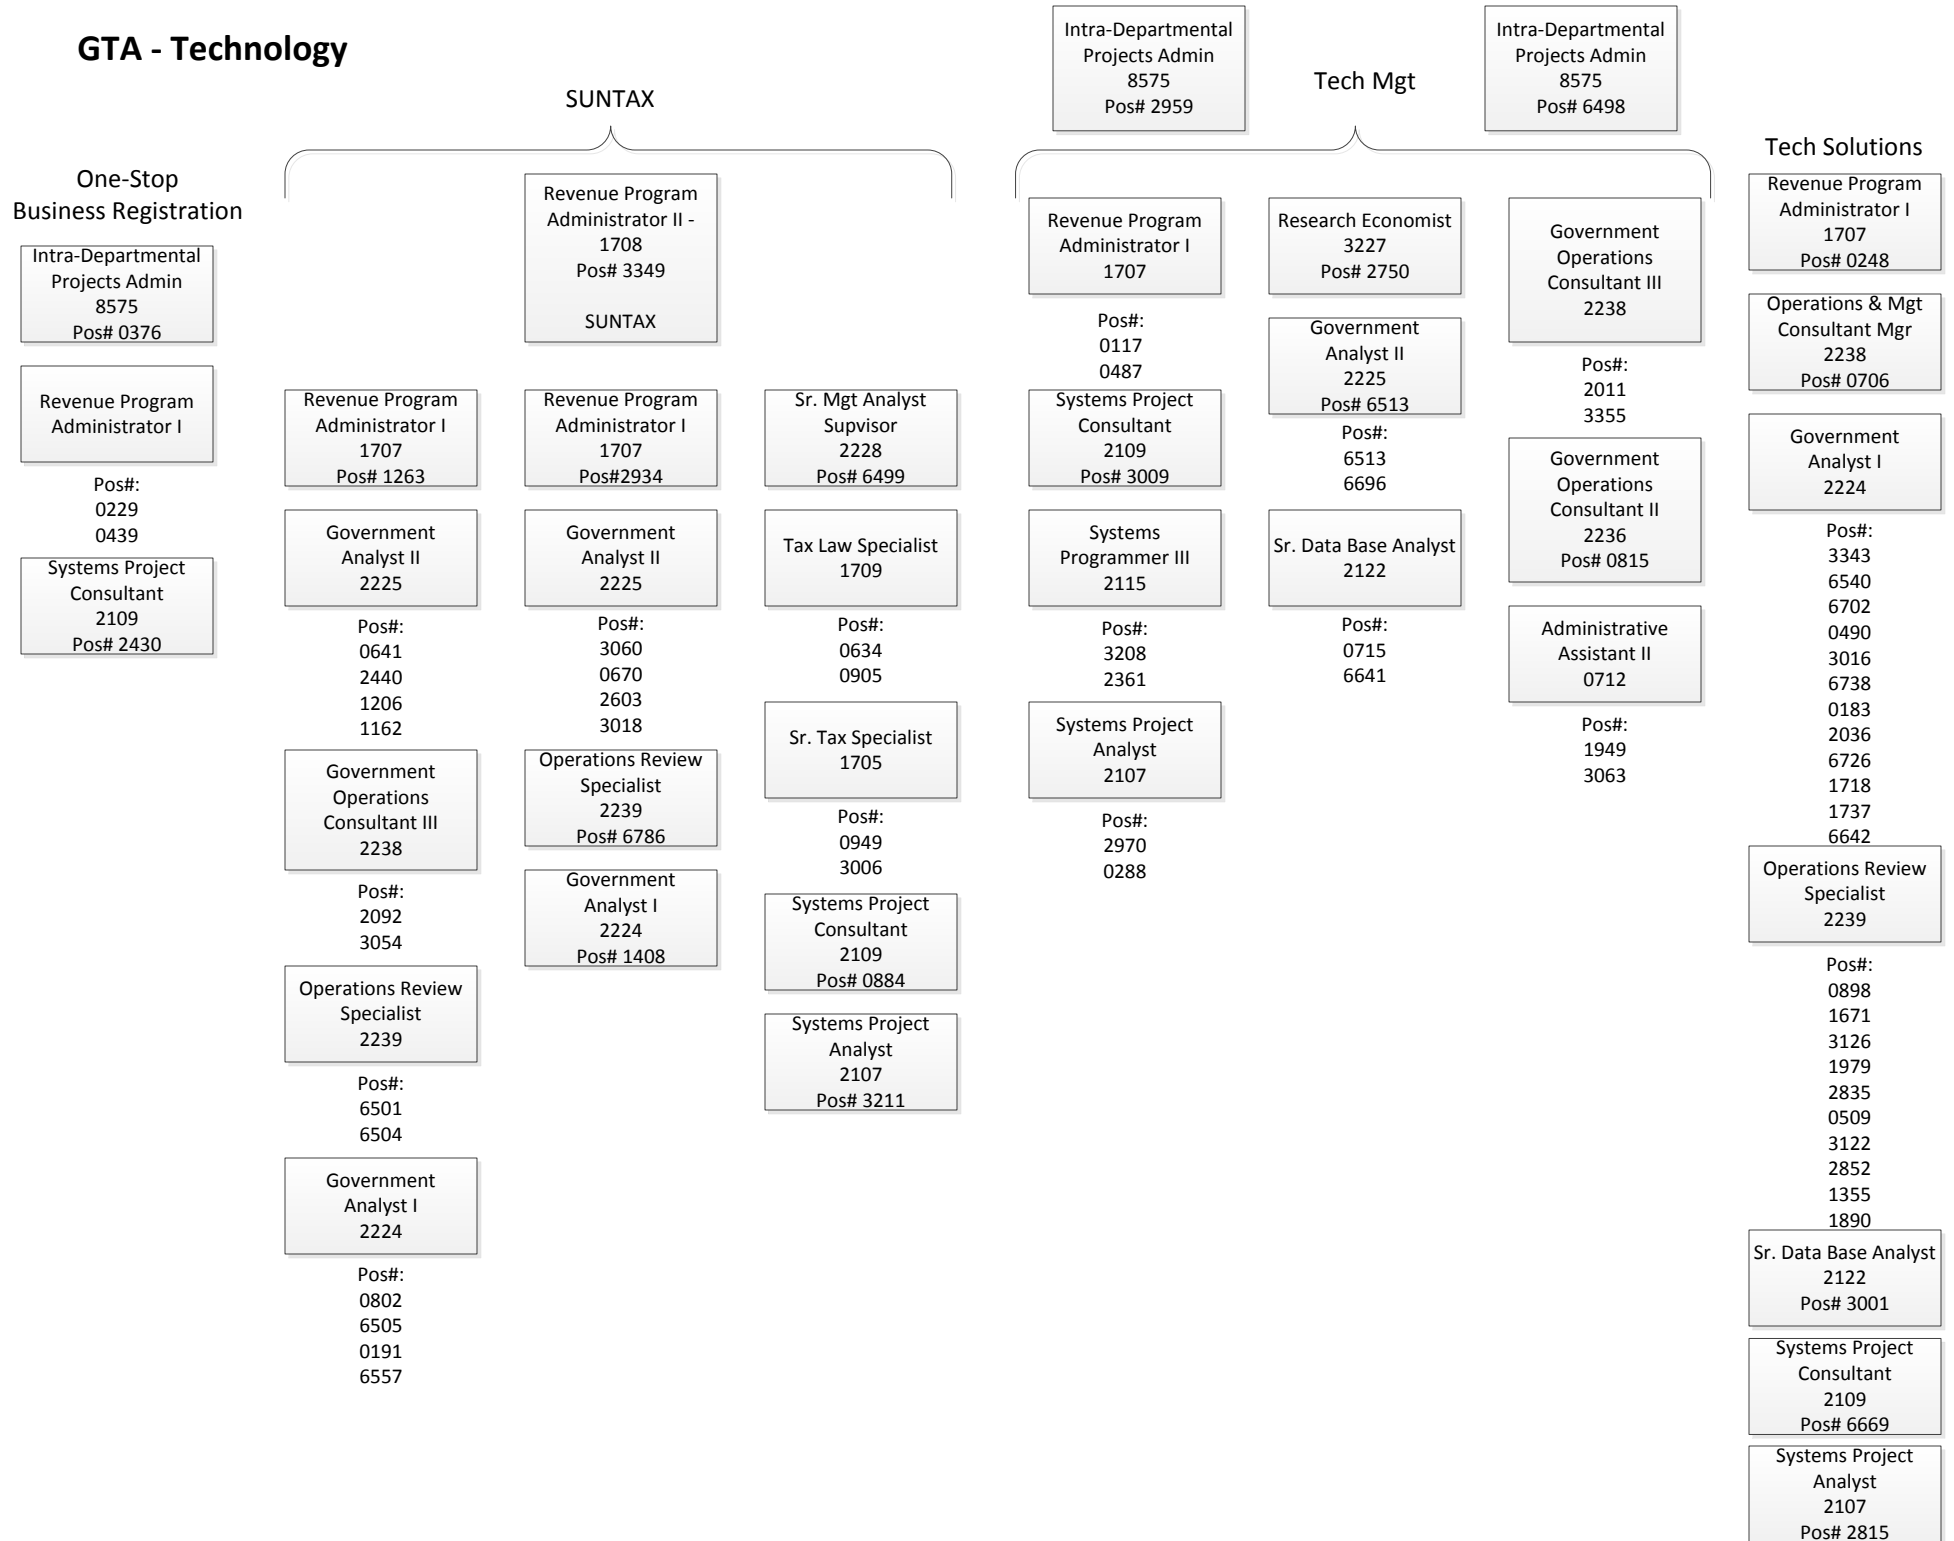 GTA - Technology
One-Stop
Business Registration
Intra-Departmental
Projects Admin
8575
Pos# 0376
Revenue Program
Administrator I
Pos#:
0229
0439
Systems Project
Consultant
2109
Pos# 2430
SUNTAX
Revenue Program
Administrator II -
1708
Pos# 3349
SUNTAX
Revenue Program
Administrator I
1707
Pos# 1263
Government
Analyst II
2225
Pos#:
0641
2440
1206
1162
Government
Operations
Consultant III
2238
Pos#:
2092
3054
Operations Review
Specialist
2239
Pos#:
6501
6504
Government
Analyst I
2224
Pos#:
0802
6505
0191
6557
Revenue Program
Administrator I
1707
Pos#2934
Government
Analyst II
2225
Pos#:
3060
0670
2603
3018
Operations Review
Specialist
2239
Pos# 6786
Government
Analyst I
2224
Pos# 1408
Sr. Mgt Analyst
Supvisor
2228
Pos# 6499
Tax Law Specialist
1709
Pos#:
0634
0905
Sr. Tax Specialist
1705
Pos#:
0949
3006
Systems Project
Consultant
2109
Pos# 0884
Systems Project
Analyst
2107
Pos# 3211
Intra-Departmental
Projects Admin
8575
Pos# 2959
Tech Mgt
Intra-Departmental
Projects Admin
8575
Pos# 6498
Revenue Program
Administrator I
1707
Pos#:
0117
0487
Systems Project
Consultant
2109
Pos# 3009
Systems
Programmer III
2115
Pos#:
3208
2361
Systems Project
Analyst
2107
Pos#:
2970
0288
Research Economist
3227
Pos# 2750
Government
Analyst II
2225
Pos# 6513
Pos#:
6513
6696
Sr. Data Base Analyst
2122
Pos#:
0715
6641
Government
Operations
Consultant III
2238
Pos#:
2011
3355
Government
Operations
Consultant II
2236
Pos# 0815
Administrative
Assistant II
0712
Pos#:
1949
3063
Tech Solutions
Revenue Program
Administrator I
1707
Pos# 0248
Operations & Mgt
Consultant Mgr
2238
Pos# 0706
Government
Analyst I
2224
Pos#:
3343
6540
6702
0490
3016
6738
0183
2036
6726
1718
1737
6642
Operations Review
Specialist
2239
Pos#:
0898
1671
3126
1979
2835
0509
3122
2852
1355
1890
Sr. Data Base Analyst
2122
Pos# 3001
Systems Project
Consultant
2109
Pos# 6669
Systems Project
Analyst
2107
Pos# 2815